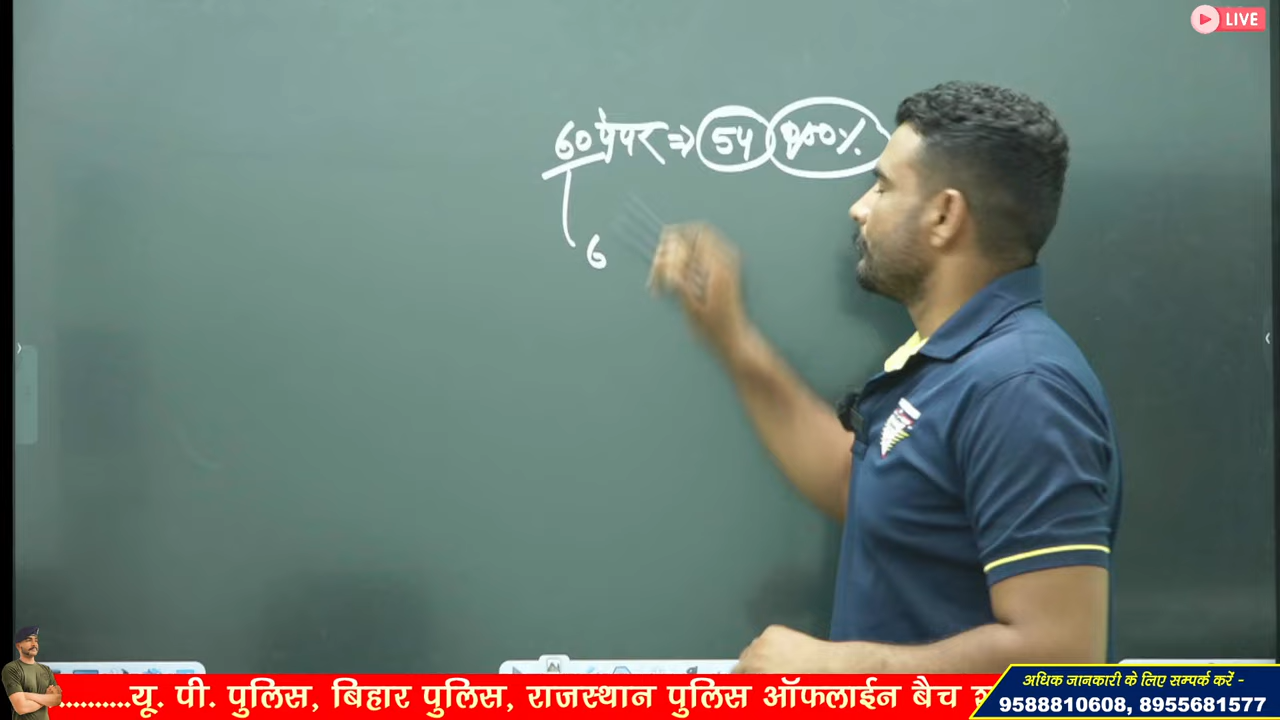 LIVE
60 पेपर ⇒ 54 100%
6
..........यू. पी. पुलिस, बिहार पुलिस, राजस्थान पुलिस ऑफलाईन बैच
अधिक जानकारी के लिए सम्पर्क करें -
9588810608, 8955681577